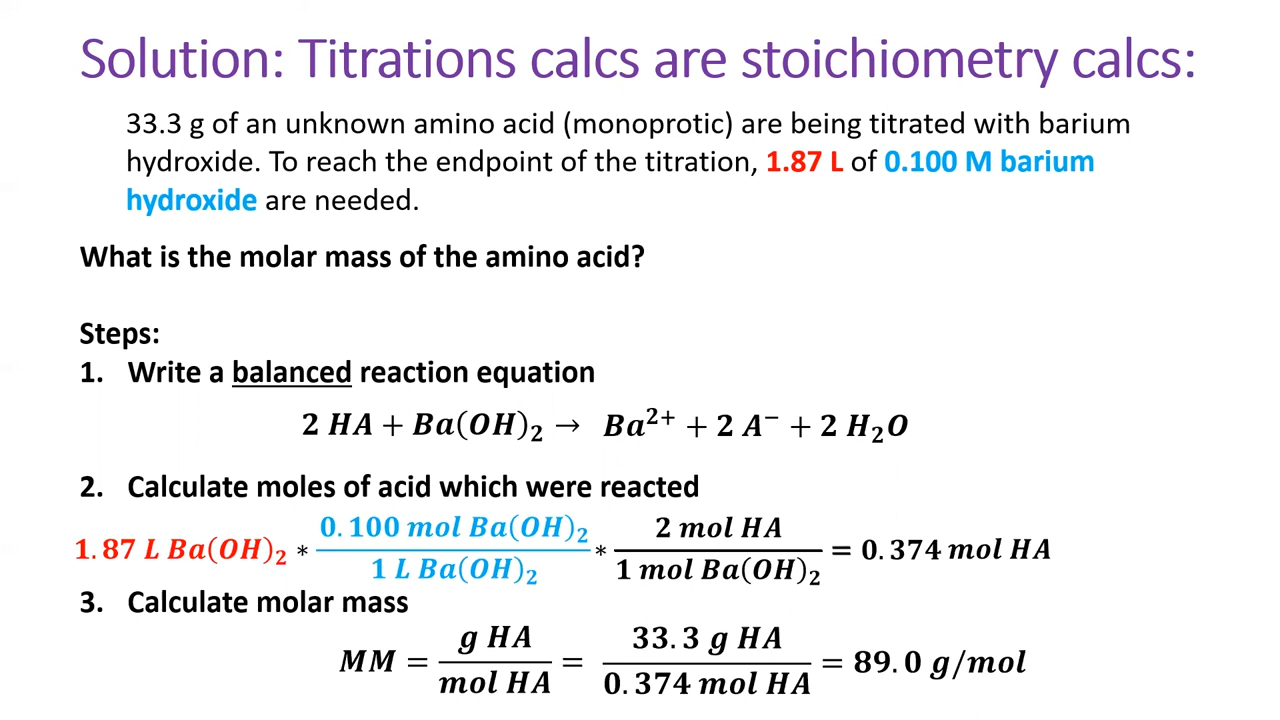 Solution: Titrations calcs are stoichiometry calcs:
33.3 g of an unknown amino acid (monoprotic) are being titrated with barium
hydroxide. To reach the endpoint of the titration, 1.87 L of 0.100 M barium
hydroxide are needed.
What is the molar mass of the amino acid?
Steps:
1. Write a balanced reaction equation
2 HA + Ba(OH)₂ → Ba²⁺ + 2 A⁻ + 2 H₂O
2. Calculate moles of acid which were reacted
1.87 L Ba(OH)₂ * 0.100 mol Ba(OH)₂ / 1 L Ba(OH)₂ * 2 mol HA / 1 mol Ba(OH)₂ = 0.374 mol HA
3. Calculate molar mass
MM = g HA / mol HA = 33.3 g HA / 0.374 mol HA = 89.0 g/mol